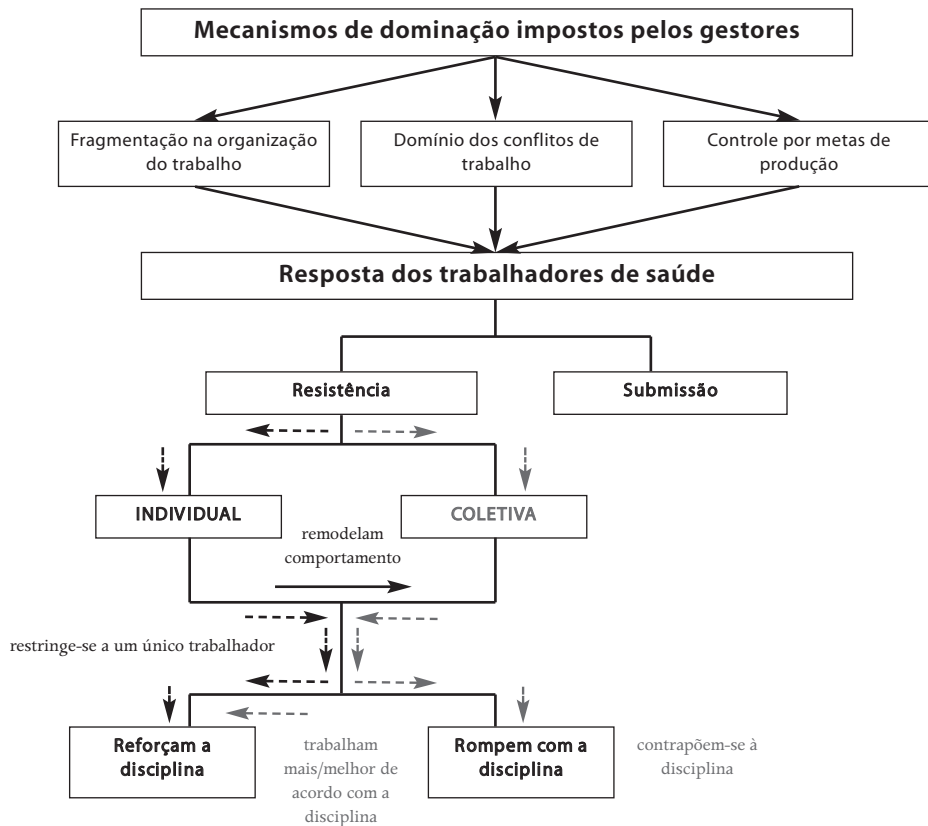 Mecanismos de dominação impostos pelos gestores
Fragmentação na organização
do trabalho
Domínio dos conflitos de
trabalho
Controle por metas de
produção
Resposta dos trabalhadores de saúde
Resistência
Submissão
INDIVIDUAL
COLETIVA
remodelam
comportamento
restringe-se a um único trabalhador
Reforçam a
disciplina
trabalham
mais/melhor de
acordo com a
disciplina
Rompem com a
disciplina
contrapõem-se à
disciplina